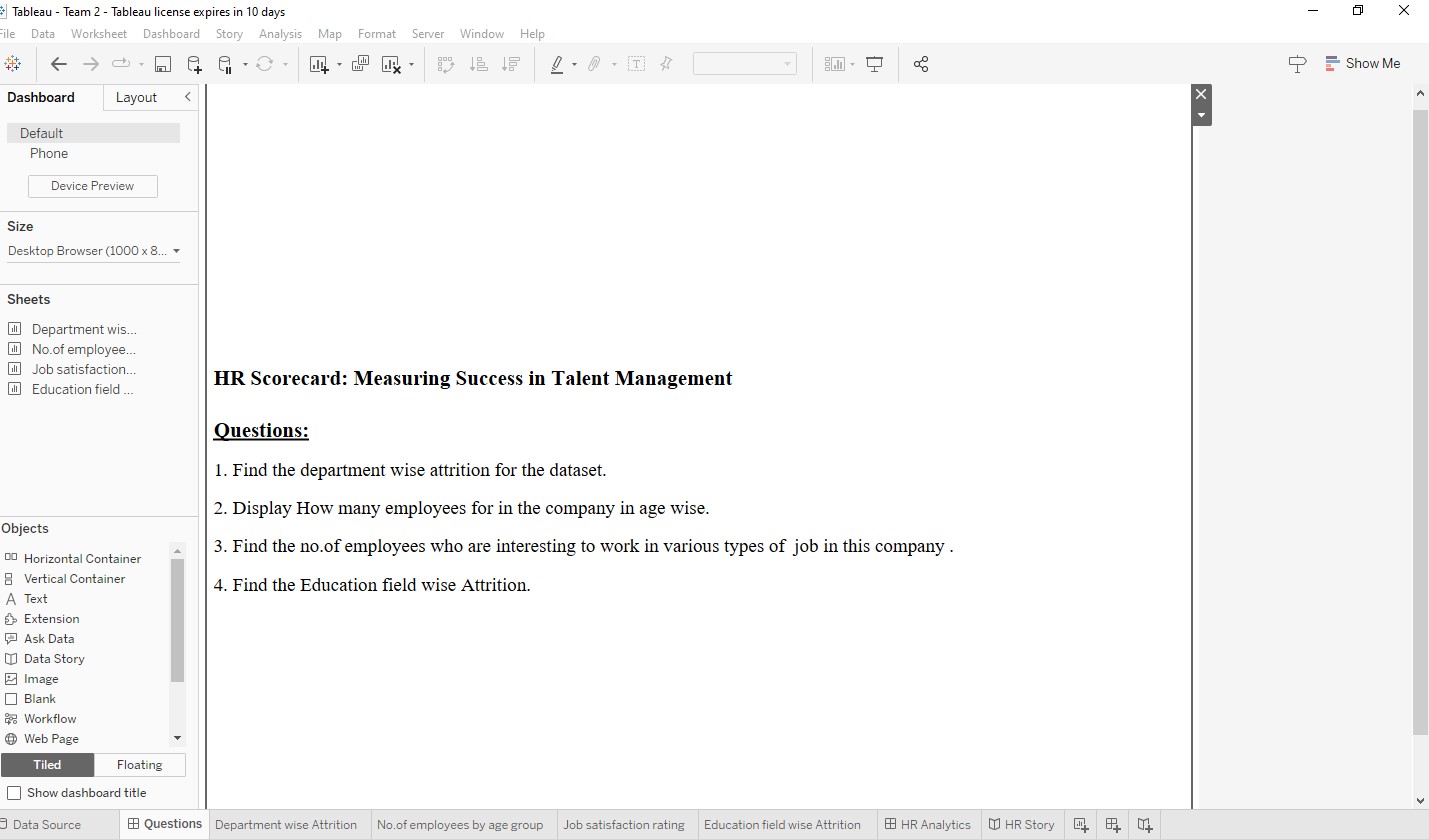 Tableau - Team 2 - Tableau license expires in 10 days
File Data Worksheet Dashboard Story Analysis Map Format Server Window Help
Show Me
Dashboard Layout
Default
Phone
Device Preview
Size
Desktop Browser (1000 x 8...
Sheets
Department wis...
No.of employee...
Job satisfaction...
Education field ...
Objects
Horizontal Container
Vertical Container
Text
Extension
Ask Data
Data Story
Image
Blank
Workflow
Web Page
Tiled Floating
Show dashboard title
HR Scorecard: Measuring Success in Talent Management
Questions:
1. Find the department wise attrition for the dataset.
2. Display How many employees for in the company in age wise.
3. Find the no.of employees who are interesting to work in various types of  job in this company .
4. Find the Education field wise Attrition.
Data Source Questions Department wise Attrition No.of employees by age group Job satisfaction rating Education field wise Attrition HR Analytics HR Story